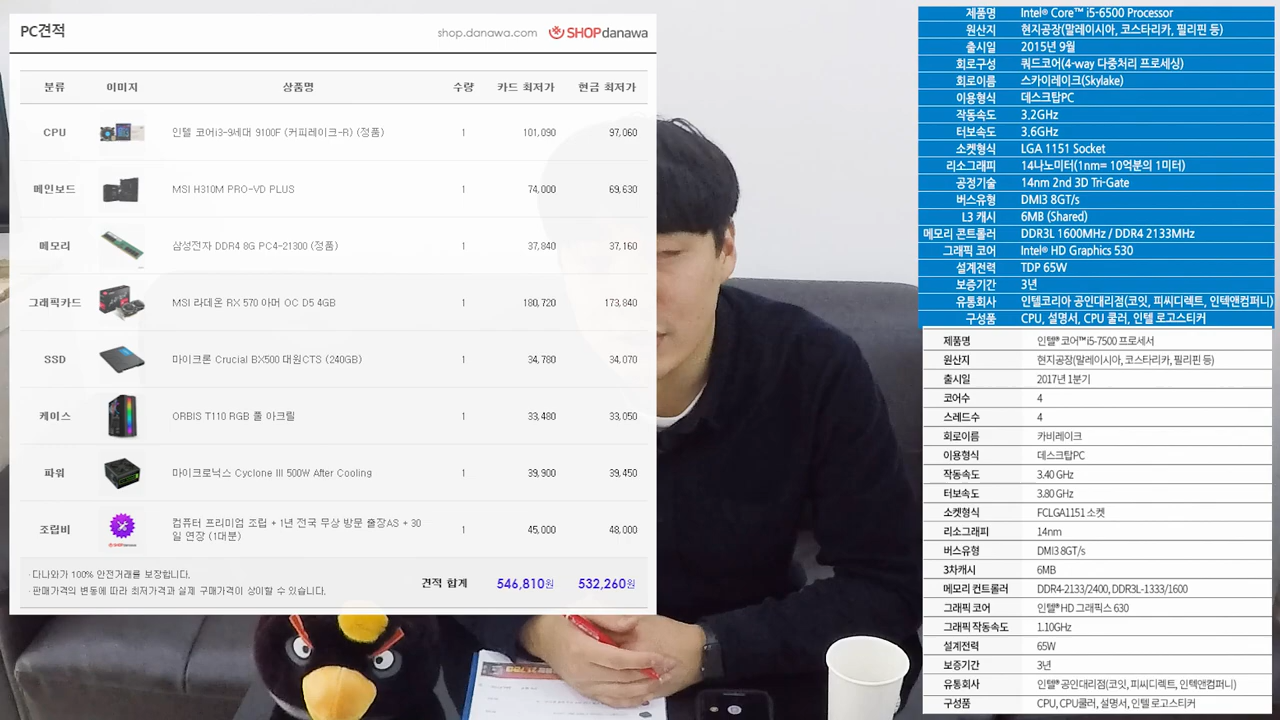 PC견적
shop.danawa.com SHOPdanawa
분류 이미지 상품명 수량 카드 최저가 현금 최저가
CPU 인텔 코어i3-9세대 9100F (커피레이크-R) (정품) 1 101,090 97,060
메인보드 MSI H310M PRO-VD PLUS 1 74,000 69,630
메모리 삼성전자 DDR4 8G PC4-21300 (정품) 1 37,840 37,160
그래픽카드 MSI 라데온 RX 570 아머 OC D5 4GB 1 180,720 173,840
SSD 마이크론 Crucial BX500 대원CTS (240GB) 1 34,780 34,070
케이스 ORBIS T110 RGB 풀 아크릴 1 33,480 33,050
파워 마이크로닉스 Cyclone III 500W After Cooling 1 39,900 39,450
조립비 컴퓨터 프리미엄 조립 + 1년 전국 무상 방문 출장AS + 30
일 연장 (1대분) 1 45,000 48,000
SHOPdanawa
· 다나와가 100% 안전거래를 보장합니다.
· 판매가격의 변동에 따라 최저가격과 실제 구매가격이 상이할 수 있습니다.
견적 합계 546,810원 532,260원
제품명 Intel® Core™ i5-6500 Processor
원산지 현지공장(말레이시아, 코스타리카, 필리핀 등)
출시일 2015년 9월
회로구성 쿼드코어(4-way 다중처리 프로세싱)
회로이름 스카이레이크(Skylake)
이용형식 데스크탑PC
작동속도 3.2GHz
터보속도 3.6GHz
소켓형식 LGA 1151 Socket
리소그래피 14나노미터(1nm= 10억분의 1미터)
공정기술 14nm 2nd 3D Tri-Gate
버스유형 DMI3 8GT/s
L3 캐시 6MB (Shared)
메모리 콘트롤러 DDR3L 1600MHz / DDR4 2133MHz
그래픽 코어 Intel® HD Graphics 530
설계전력 TDP 65W
보증기간 3년
유통회사 인텔코리아 공인대리점(코잇, 피씨디렉트, 인텍앤컴퍼니)
구성품 CPU, 설명서, CPU 쿨러, 인텔 로고스티커
제품명 인텔® 코어™ i5-7500 프로세서
원산지 현지공장(말레이시아, 코스타리카, 필리핀 등)
출시일 2017년 1분기
코어수 4
스레드수 4
회로이름 카비레이크
이용형식 데스크탑PC
작동속도 3.40 GHz
터보속도 3.80 GHz
소켓형식 FCLGA1151 소켓
리소그래피 14nm
버스유형 DMI3 8GT/s
3차캐시 6MB
메모리 컨트롤러 DDR4-2133/2400, DDR3L-1333/1600
그래픽 코어 인텔® HD 그래픽스 630
그래픽 작동속도 1.10GHz
설계전력 65W
보증기간 3년
유통회사 인텔® 공인대리점(코잇, 피씨디렉트, 인텍앤컴퍼니)
구성품 CPU, CPU쿨러, 설명서, 인텔 로고스티커